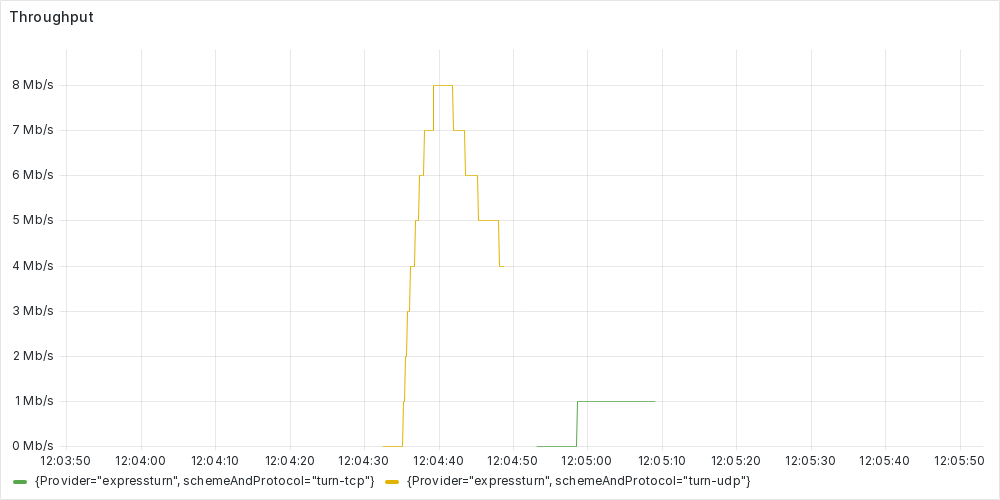 Throughput
8 Mb/s
7 Mb/s
6 Mb/s
5 Mb/s
4 Mb/s
3 Mb/s
2 Mb/s
1 Mb/s
0 Mb/s
12:03:50 12:04:00 12:04:10 12:04:20 12:04:30 12:04:40 12:04:50 12:05:00 12:05:10 12:05:20 12:05:30 12:05:40 12:05:50
{Provider="expressturn", schemeAndProtocol="turn-tcp"} {Provider="expressturn", schemeAndProtocol="turn-udp"}